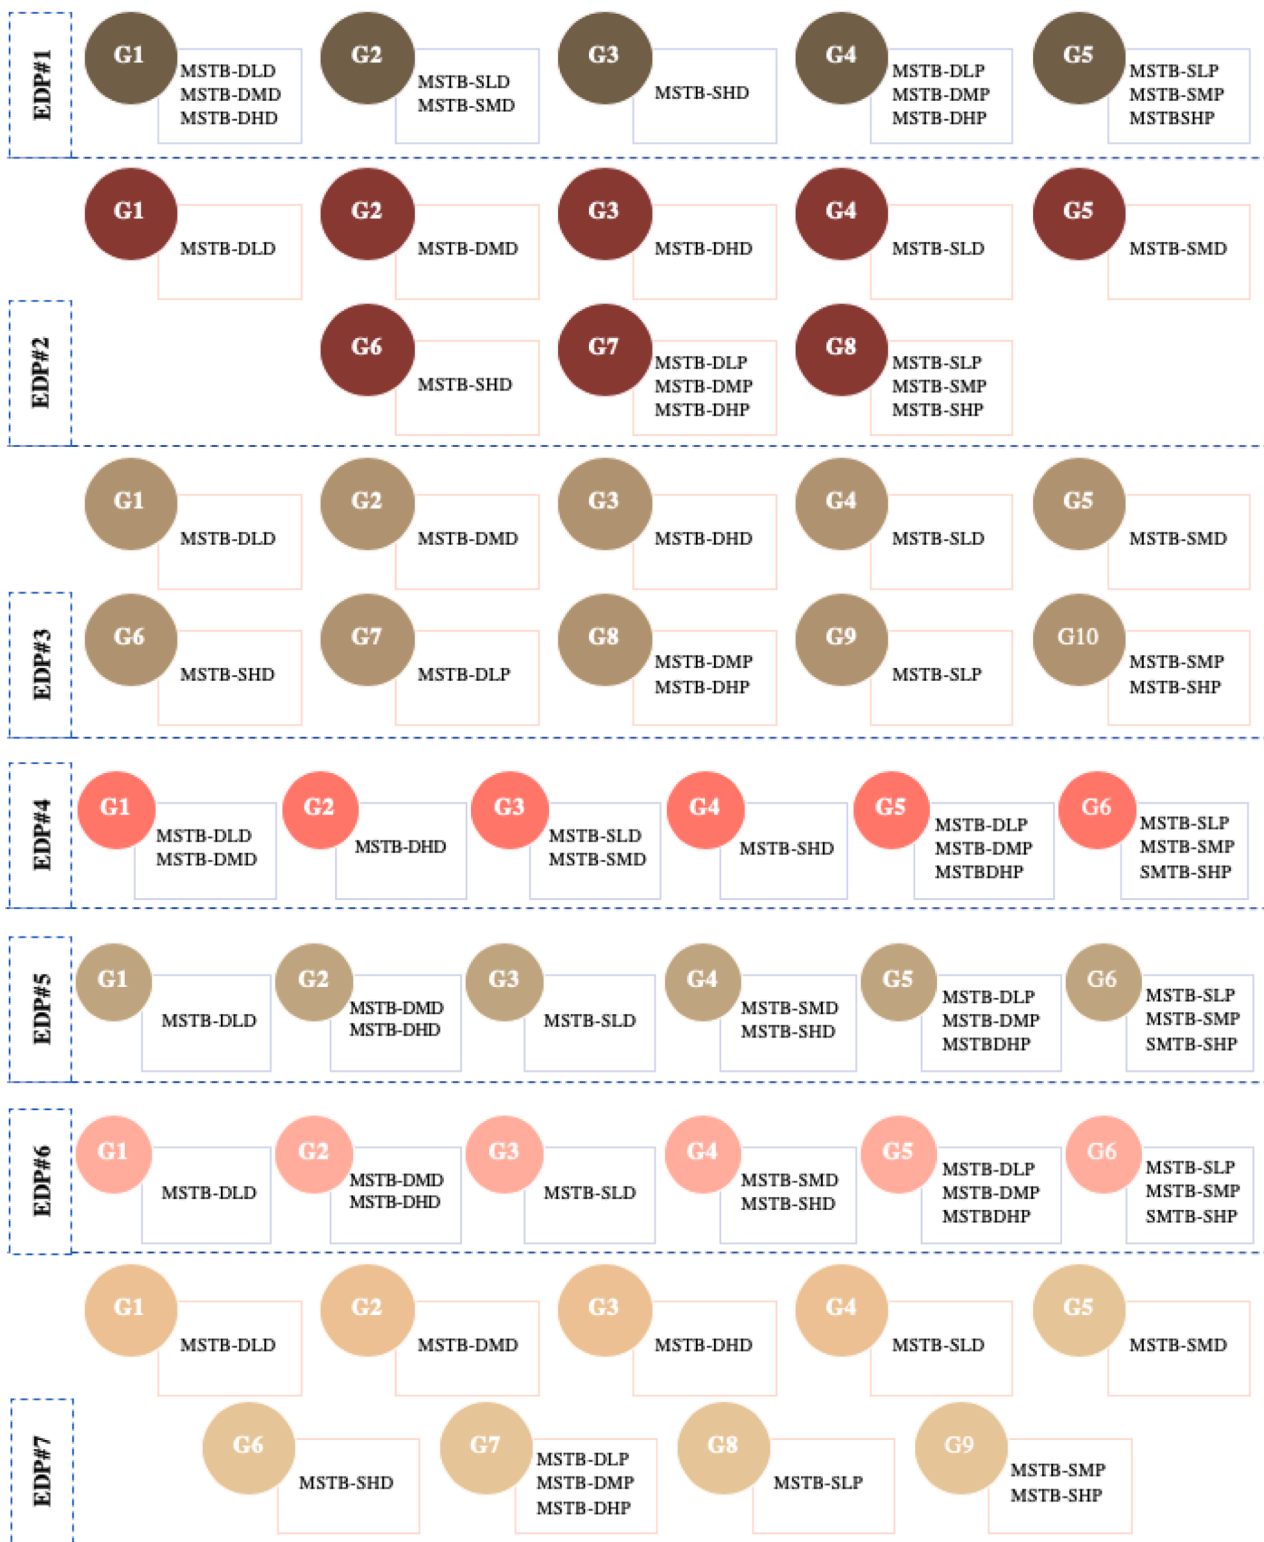 EDP#1
G1
MSTB-DLD
MSTB-DMD
MSTB-DHD
G2
MSTB-SLD
MSTB-SMD
G3
MSTB-SHD
G4
MSTB-DLP
MSTB-DMP
MSTB-DHP
G5
MSTB-SLP
MSTB-SMP
MSTBSHP
EDP#2
G1
MSTB-DLD
G2
MSTB-DMD
G3
MSTB-DHD
G4
MSTB-SLD
G5
MSTB-SMD
G6
MSTB-SHD
G7
MSTB-DLP
MSTB-DMP
MSTB-DHP
G8
MSTB-SLP
MSTB-SMP
MSTB-SHP
EDP#3
G1
MSTB-DLD
G2
MSTB-DMD
G3
MSTB-DHD
G4
MSTB-SLD
G5
MSTB-SMD
G6
MSTB-SHD
G7
MSTB-DLP
G8
MSTB-DMP
MSTB-DHP
G9
MSTB-SLP
G10
MSTB-SMP
MSTB-SHP
EDP#4
G1
MSTB-DLD
MSTB-DMD
G2
MSTB-DHD
G3
MSTB-SLD
MSTB-SMD
G4
MSTB-SHD
G5
MSTB-DLP
MSTB-DMP
MSTBDHP
G6
MSTB-SLP
MSTB-SMP
SMTB-SHP
EDP#5
G1
MSTB-DLD
G2
MSTB-DMD
MSTB-DHD
G3
MSTB-SLD
G4
MSTB-SMD
MSTB-SHD
G5
MSTB-DLP
MSTB-DMP
MSTBDHP
G6
MSTB-SLP
MSTB-SMP
SMTB-SHP
EDP#6
G1
MSTB-DLD
G2
MSTB-DMD
MSTB-DHD
G3
MSTB-SLD
G4
MSTB-SMD
MSTB-SHD
G5
MSTB-DLP
MSTB-DMP
MSTBDHP
G6
MSTB-SLP
MSTB-SMP
SMTB-SHP
EDP#7
G1
MSTB-DLD
G2
MSTB-DMD
G3
MSTB-DHD
G4
MSTB-SLD
G5
MSTB-SMD
G6
MSTB-SHD
G7
MSTB-DLP
MSTB-DMP
MSTB-DHP
G8
MSTB-SLP
G9
MSTB-SMP
MSTB-SHP